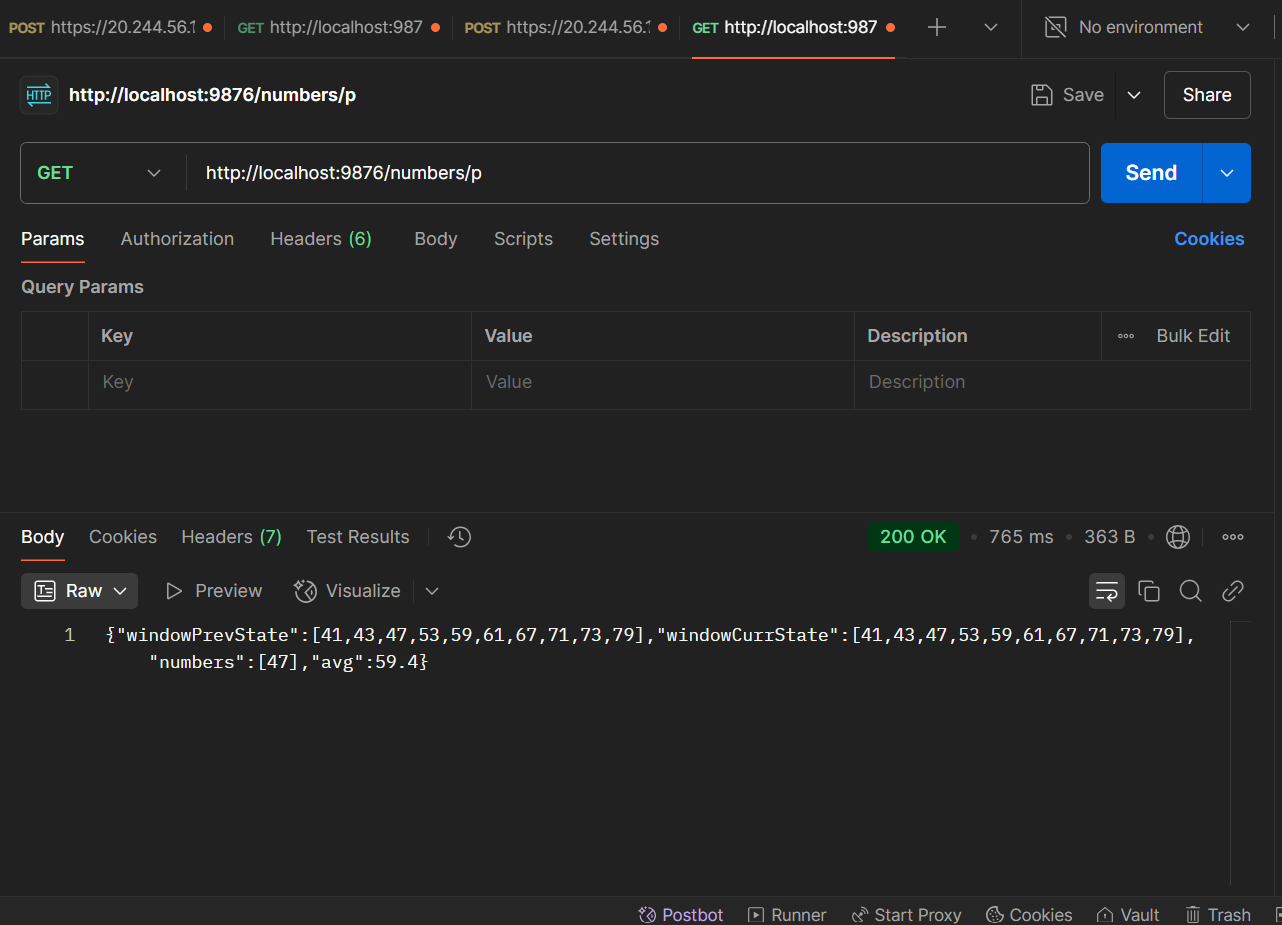 POST https://20.244.56.1 GET http://localhost:987 POST https://20.244.56.1 GET http://localhost:987 No environment
HTTP http://localhost:9876/numbers/p Save Share
GET http://localhost:9876/numbers/p Send
Params Authorization Headers (6) Body Scripts Settings Cookies
Query Params
Key Value Description Bulk Edit
Key Value Description
Body Cookies Headers (7) Test Results 200 OK 765 ms 363 B
Raw Preview Visualize
1 {"windowPrevState":[41,43,47,53,59,61,67,71,73,79],"windowCurrState":[41,43,47,53,59,61,67,71,73,79],
"numbers":[47],"avg":59.4}
Postbot Runner Start Proxy Cookies Vault Trash